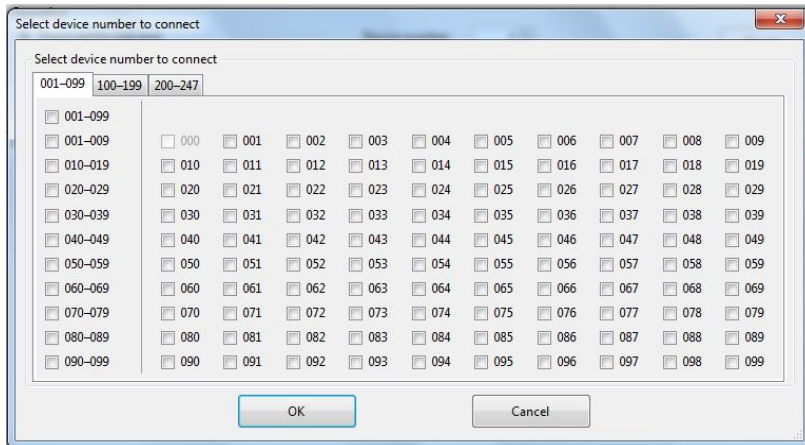 Select device number to connect
Select device number to connect
001–099 100–199 200–247
001–099
001–009 000 001 002 003 004 005 006 007 008 009
010–019 010 011 012 013 014 015 016 017 018 019
020–029 020 021 022 023 024 025 026 027 028 029
030–039 030 031 032 033 034 035 036 037 038 039
040–049 040 041 042 043 044 045 046 047 048 049
050–059 050 051 052 053 054 055 056 057 058 059
060–069 060 061 062 063 064 065 066 067 068 069
070–079 070 071 072 073 074 075 076 077 078 079
080–089 080 081 082 083 084 085 086 087 088 089
090–099 090 091 092 093 094 095 096 097 098 099
OK Cancel